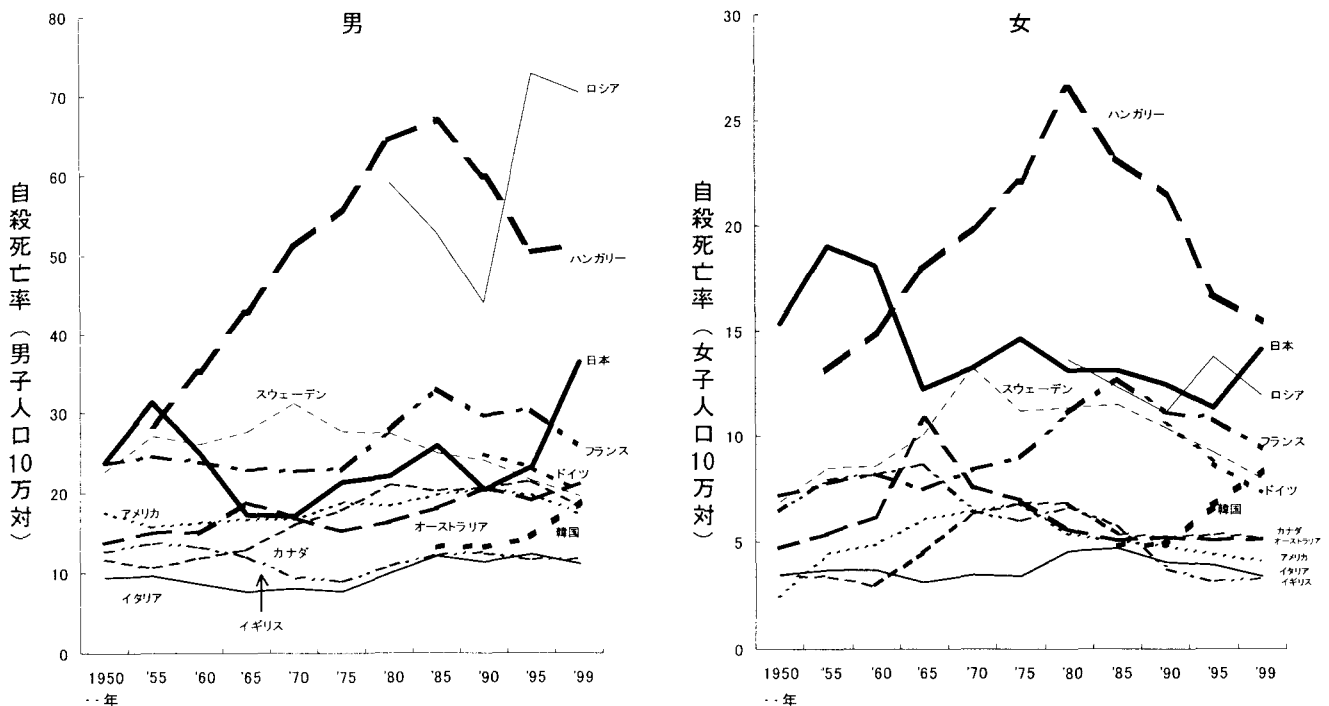 男
80
70
60
50
40
30
20
10
0
自殺死亡率（男子人口10万対）
ロシア
ハンガリー
日本
スウェーデン
フランス
ドイツ
アメリカ
オーストラリア
韓国
カナダ
イタリア
イギリス
1950 '55 '60 '65 '70 '75 '80 '85 '90 '95 '99
‥年
女
30
25
20
15
10
5
0
自殺死亡率（女子人口10万対）
ハンガリー
日本
スウェーデン
ロシア
フランス
ドイツ
韓国
カナダ
オーストラリア
アメリカ
イタリア
イギリス
1950 '55 '60 '65 '70 '75 '80 '85 '90 '95 '99
‥年